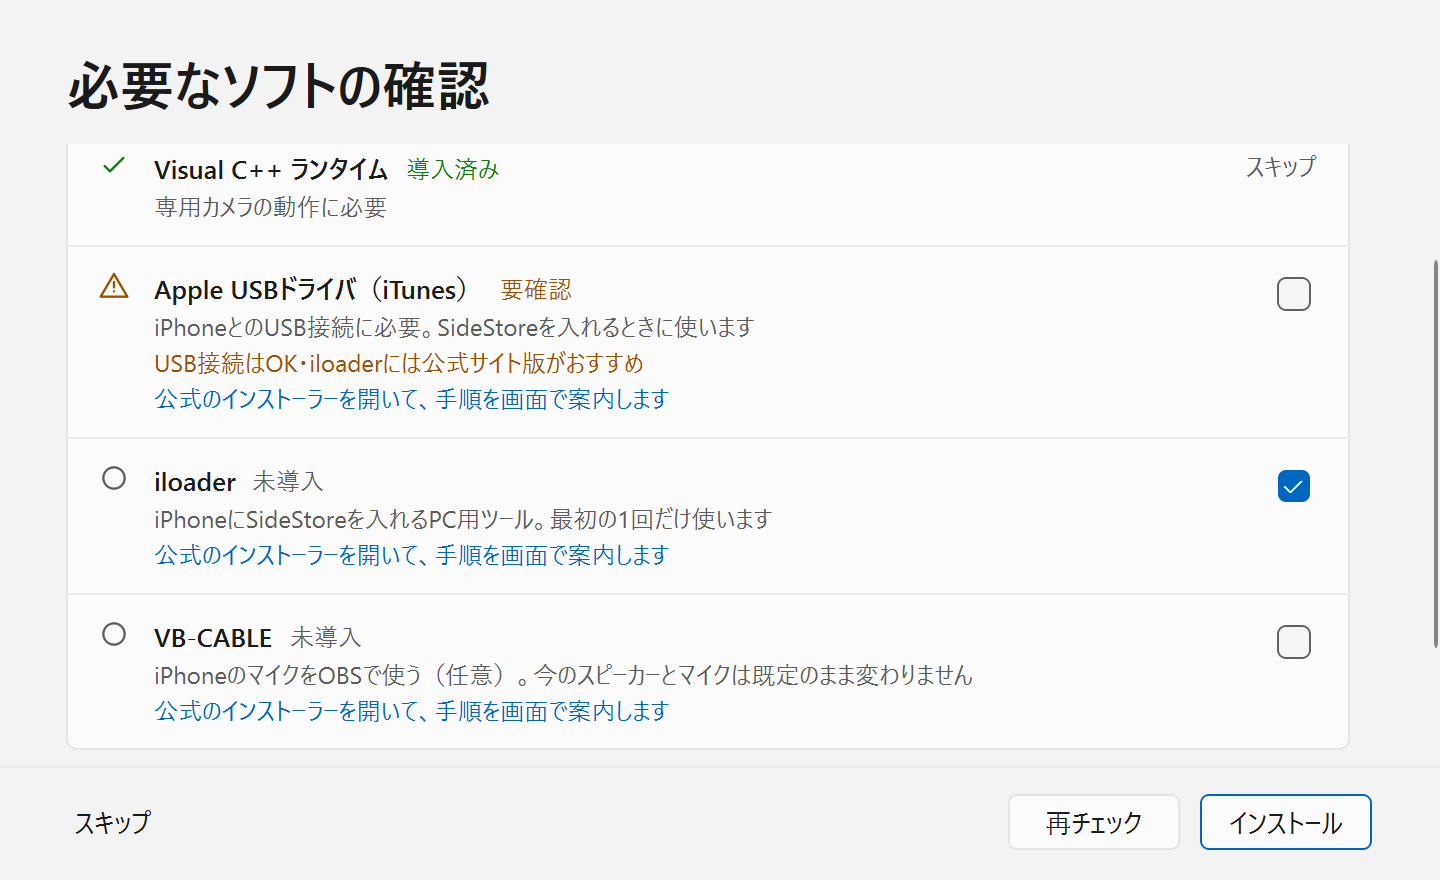 必要なソフトの確認
Visual C++ ランタイム 導入済み スキップ
専用カメラの動作に必要
Apple USBドライバ（iTunes） 要確認
iPhoneとのUSB接続に必要。SideStoreを入れるときに使います
USB接続はOK・iloaderには公式サイト版がおすすめ
公式のインストーラーを開いて、手順を画面で案内します
iloader 未導入
iPhoneにSideStoreを入れるPC用ツール。最初の1回だけ使います
公式のインストーラーを開いて、手順を画面で案内します
VB-CABLE 未導入
iPhoneのマイクをOBSで使う（任意）。今のスピーカーとマイクは既定のまま変わりません
公式のインストーラーを開いて、手順を画面で案内します
スキップ 再チェック インストール